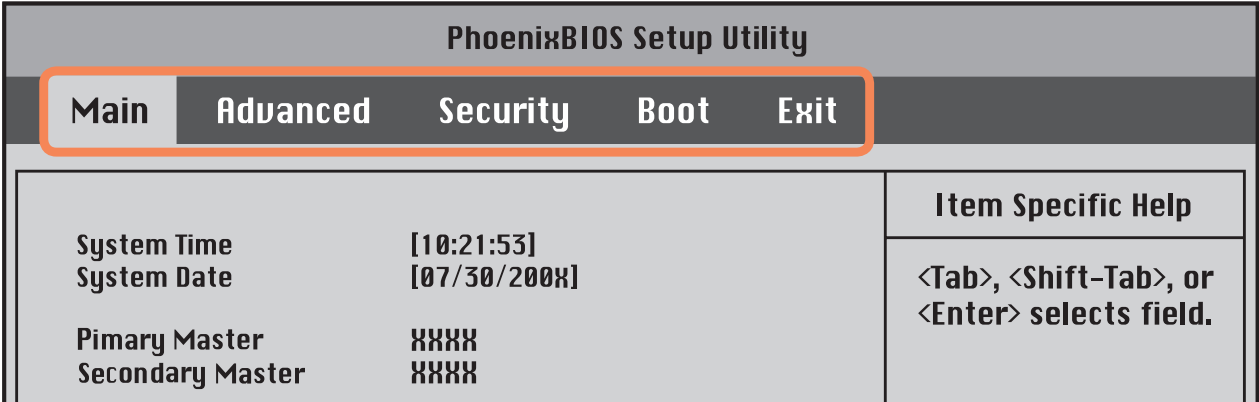 PhoenixBIOS Setup Utility
Main Advanced Security Boot Exit
System Time [10:21:53]
System Date [07/30/200X]
Pimary Master XXXX
Secondary Master XXXX
Item Specific Help
<Tab>, <Shift-Tab>, or
<Enter> selects field.